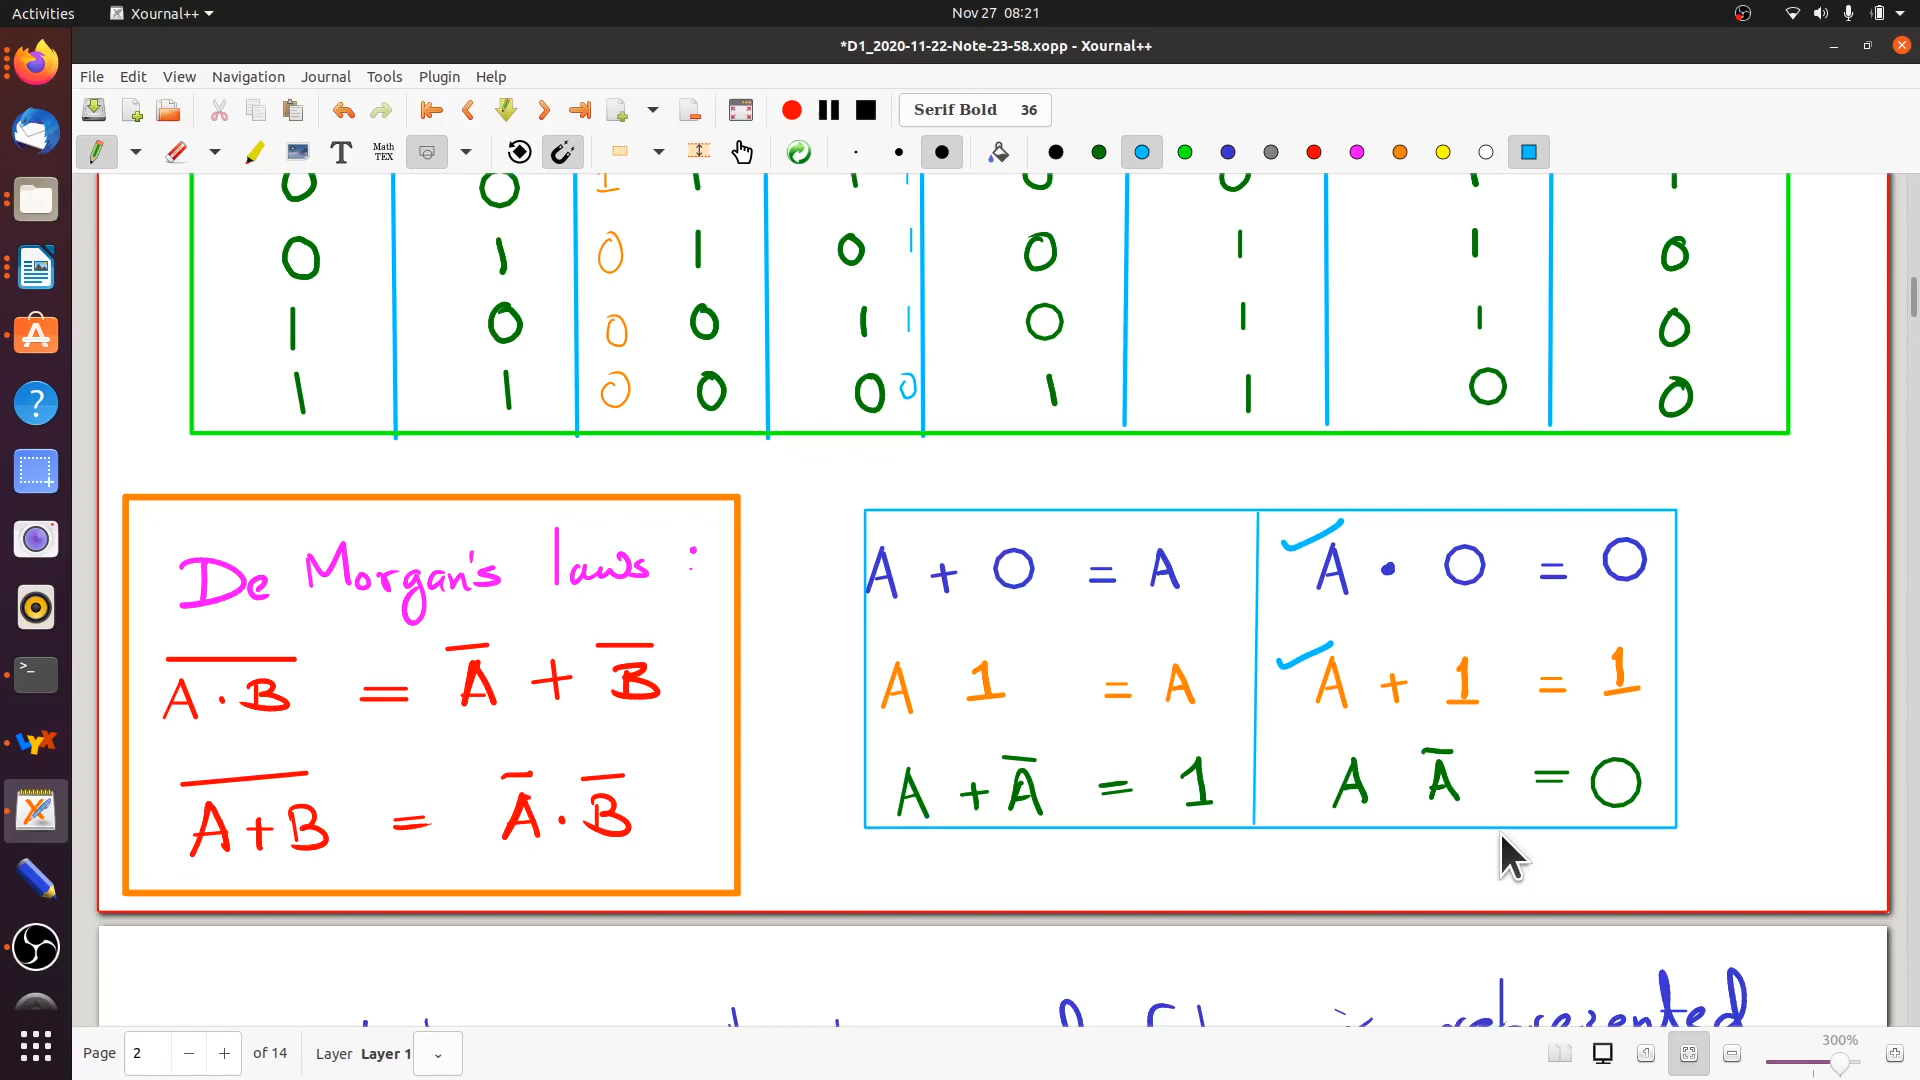 Activities Xournal++ Nov 27 08:21
*D1_2020-11-22-Note-23-58.xopp - Xournal++
File Edit View Navigation Journal Tools Plugin Help
Serif Bold 36
T Math TEX
0 0 1 1 1 1 0 0 1 1
0 1 0 1 0 1 0 1 1 0
1 0 0 0 1 1 0 1 1 0
1 1 0 0 0 0 1 1 0 0
De Morgan's laws :
A̅ ̅·̅ ̅B̅ = A̅ + B̅
A̅ ̅+̅ ̅B̅ = A̅ · B̅
A + 0 = A
A 1 = A
A + A̅ = 1
✓ A · 0 = 0
✓ A + 1 = 1
A A̅ = 0
represented
Page 2 − + of 14 Layer Layer 1 300%